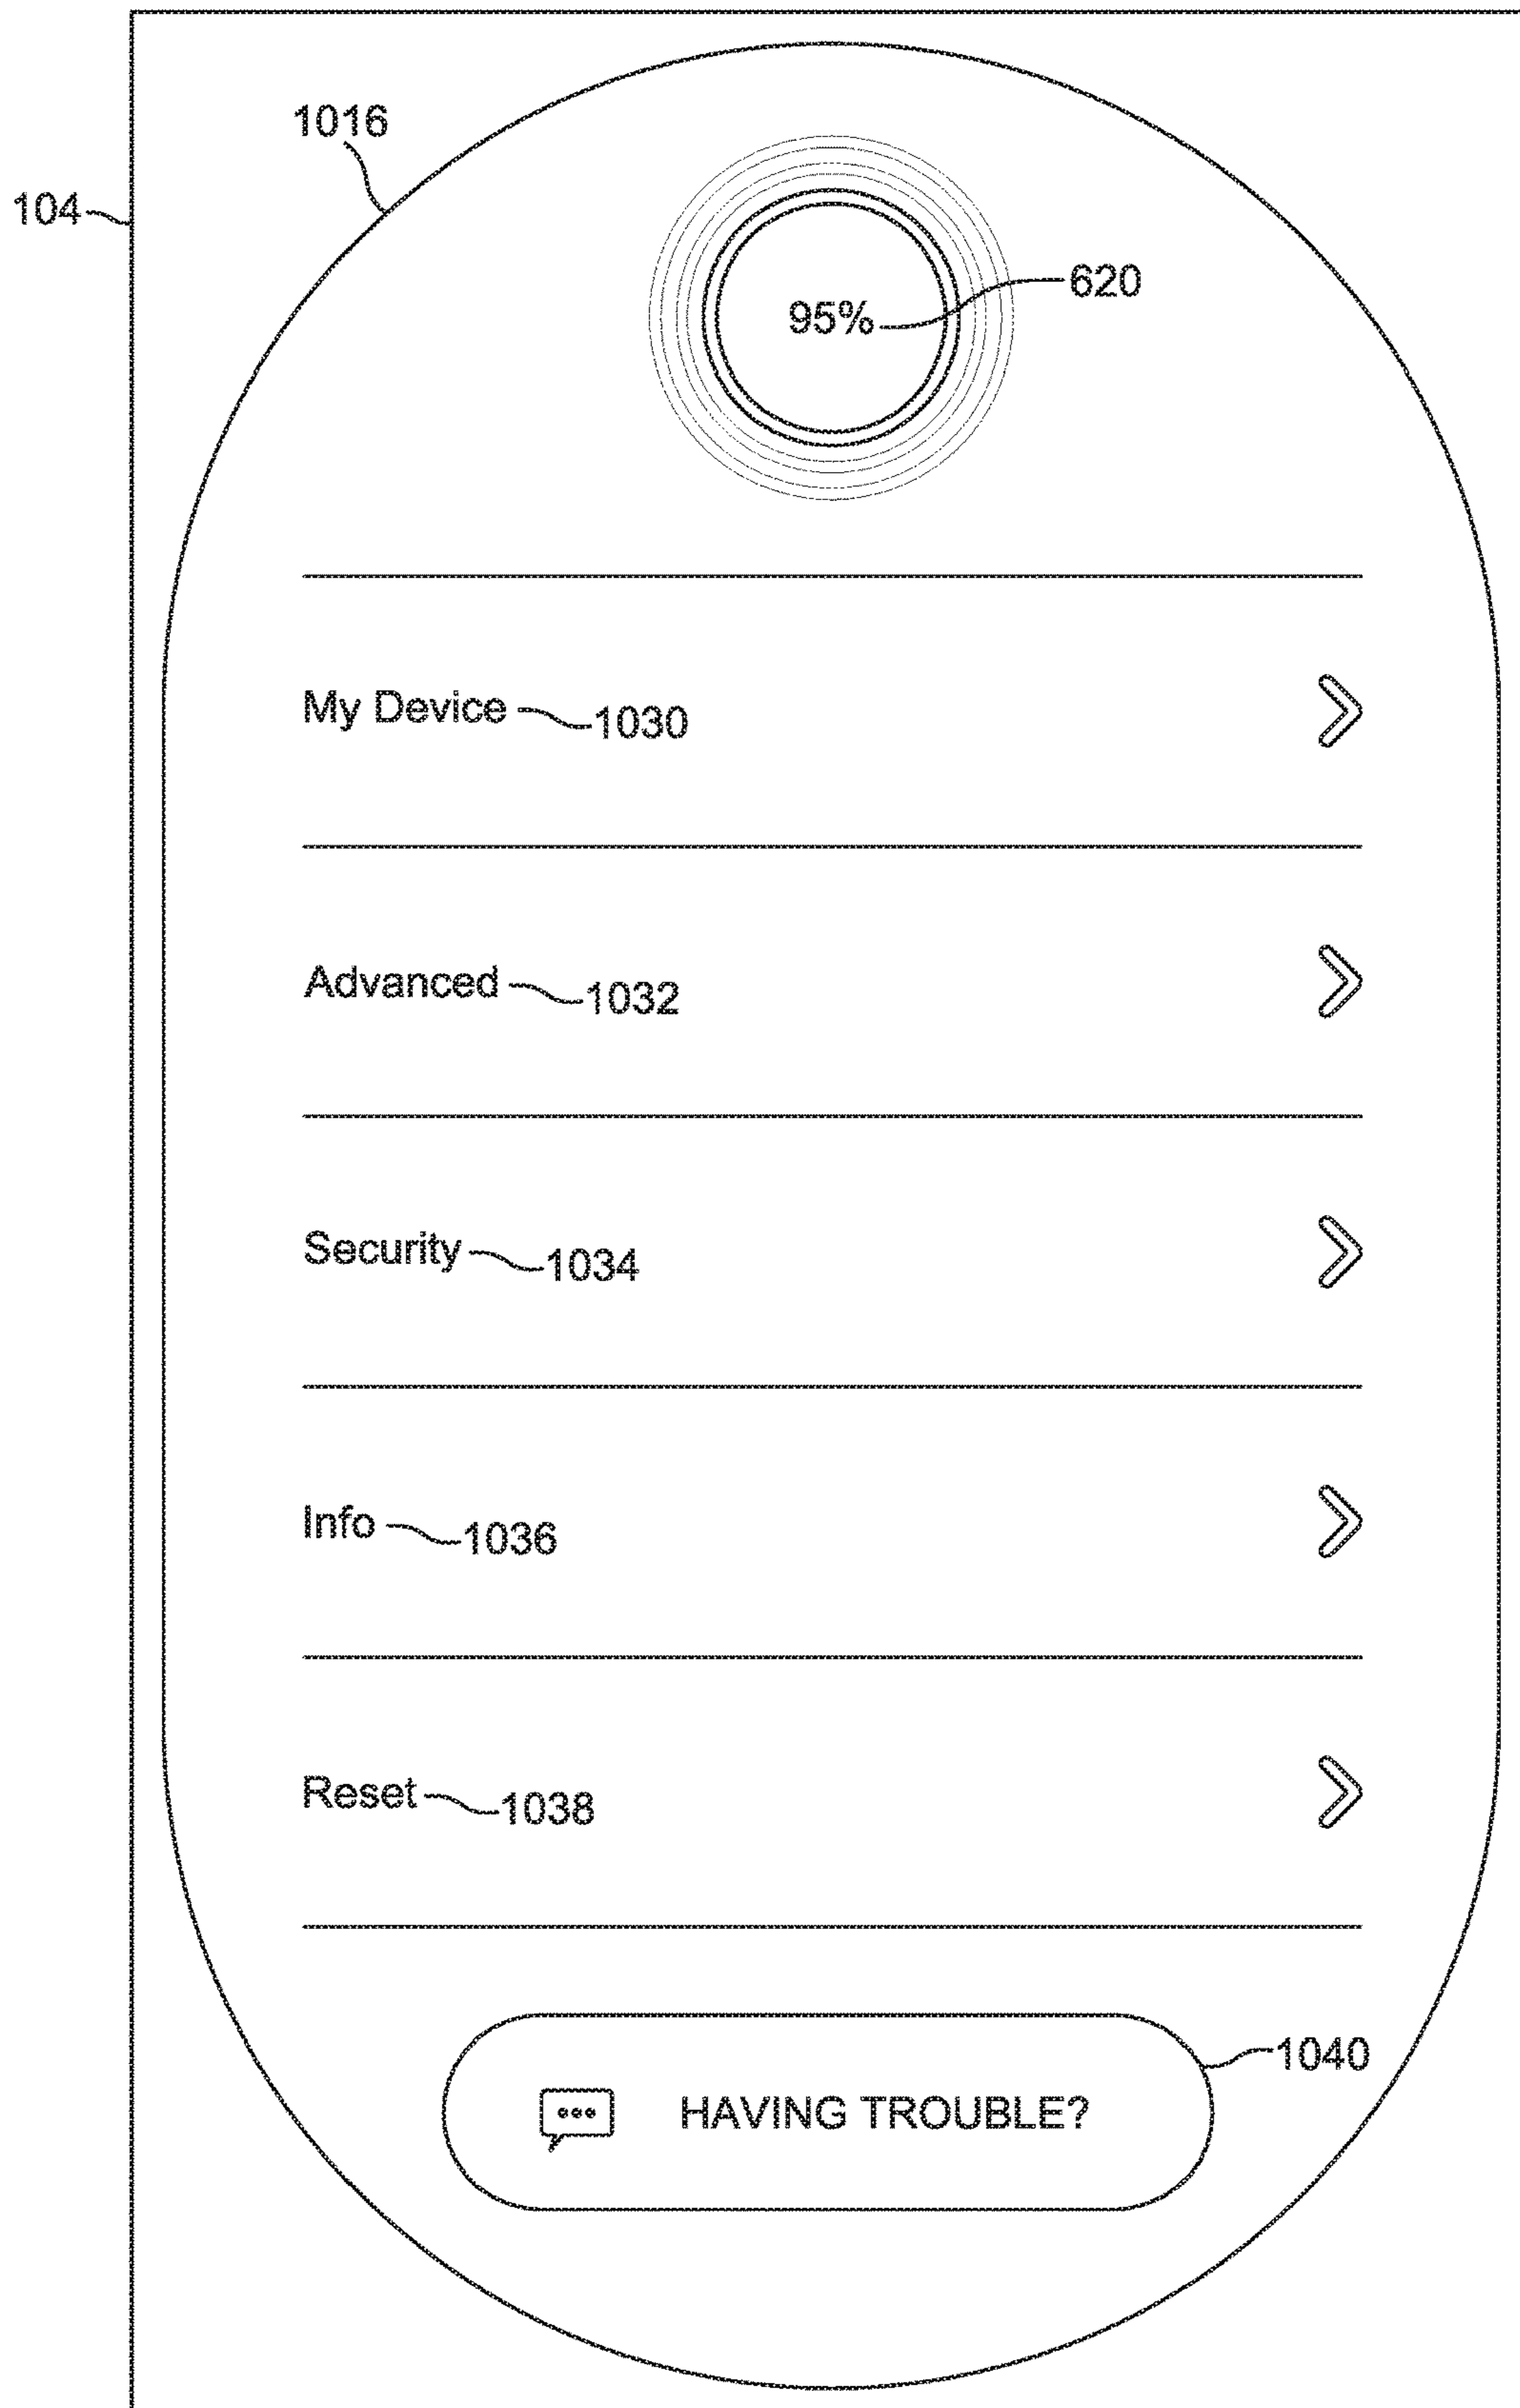 1016
104
620
95%
My Device 1030
Advanced 1032
Security 1034
Info 1036
Reset 1038
1040
HAVING TROUBLE?